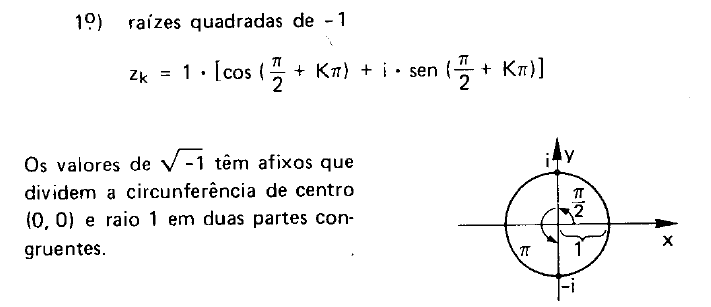 1º) raízes quadradas de -1
z_k = 1 · [cos (π/2 + Kπ) + i · sen (π/2 + Kπ)]
Os valores de √-1 têm afixos que
dividem a circunferência de centro
(0, 0) e raio 1 em duas partes con-
gruentes.
i y
π/2
π 1 x
-i